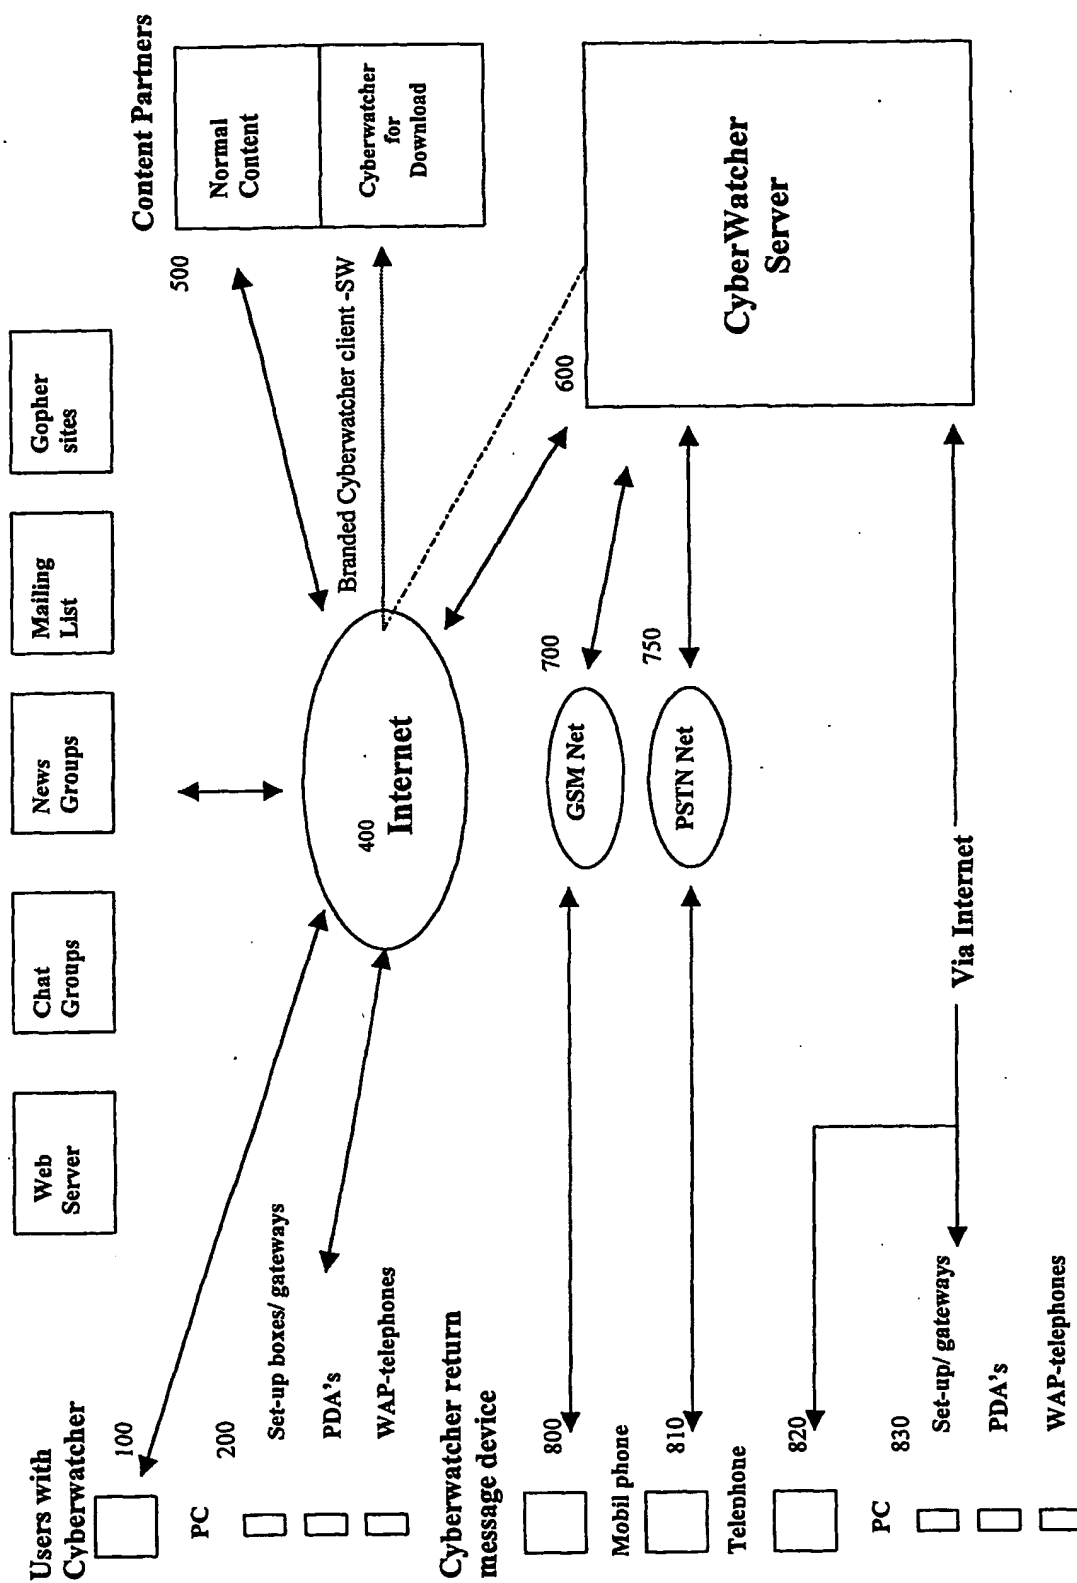 Users with
Cyberwatcher
100
PC
200
Set-up boxes/ gateways
PDA's
WAP-telephones
Cyberwatcher return
message device
800
Mobil phone
810
Telephone
820
PC
830
Set-up/ gateways
PDA's
WAP-telephones
Web
Server
Chat
Groups
News
Groups
Mailing
List
Gopher
sites
400
Internet
GSM Net
700
PSTN Net
750
Via Internet
Branded Cyberwatcher client -SW
Content Partners
500
Normal
Content
Cyberwatcher
for
Download
600
CyberWatcher
Server